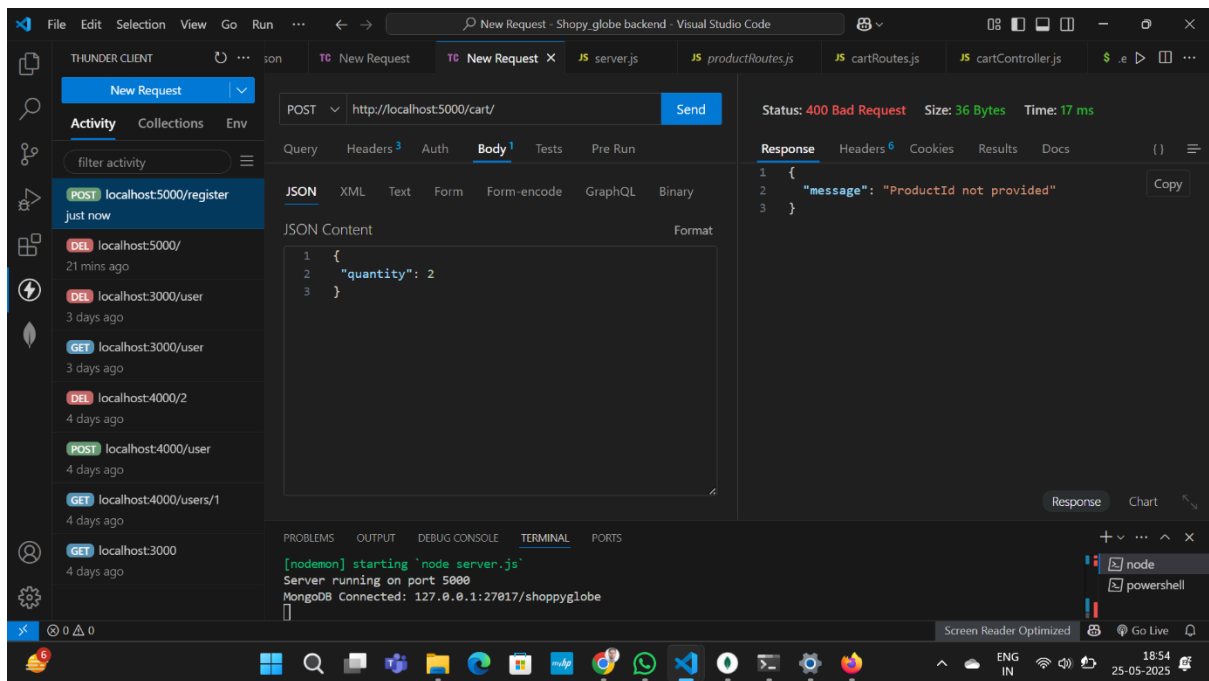 File Edit Selection View Go Run ··· New Request - Shopy_globe backend - Visual Studio Code
THUNDER CLIENT
New Request
Activity Collections Env
filter activity
POST localhost:5000/register
just now
DEL localhost:5000/
21 mins ago
DEL localhost:3000/user
3 days ago
GET localhost:3000/user
3 days ago
DEL localhost:4000/2
4 days ago
POST localhost:4000/user
4 days ago
GET localhost:4000/users/1
4 days ago
GET localhost:3000
4 days ago
son TC New Request TC New Request JS server.js JS productRoutes.js JS cartRoutes.js JS cartController.js $ .e
POST http://localhost:5000/cart/ Send
Query Headers 3 Auth Body 1 Tests Pre Run
JSON XML Text Form Form-encode GraphQL Binary
JSON Content Format
1 {
2 "quantity": 2
3 }
Status: 400 Bad Request Size: 36 Bytes Time: 17 ms
Response Headers 6 Cookies Results Docs {}
1 {
2 "message": "ProductId not provided"
3 }
Copy
Response Chart
PROBLEMS OUTPUT DEBUG CONSOLE TERMINAL PORTS
[nodemon] starting `node server.js`
Server running on port 5000
MongoDB Connected: 127.0.0.1:27017/shoppyglobe
node
powershell
0 0 Screen Reader Optimized Go Live
6 myhp ENG 18:54
IN 25-05-2025